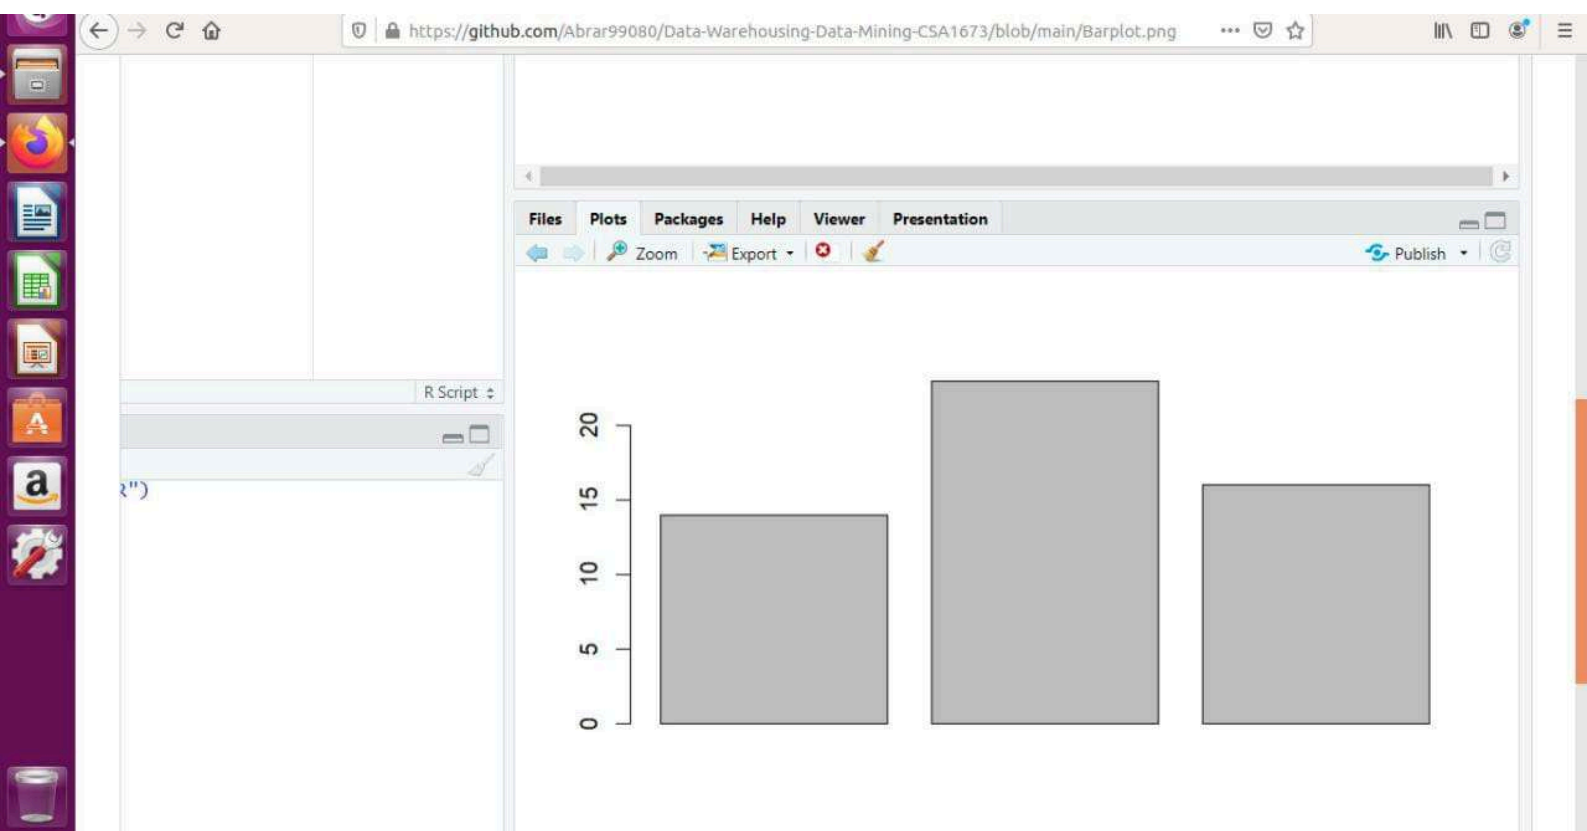 https://github.com/Abrar99080/Data-Warehousing-Data-Mining-CSA1673/blob/main/Barplot.png
Files Plots Packages Help Viewer Presentation
Zoom Export Publish
R Script
")
20
15
10
5
0
a